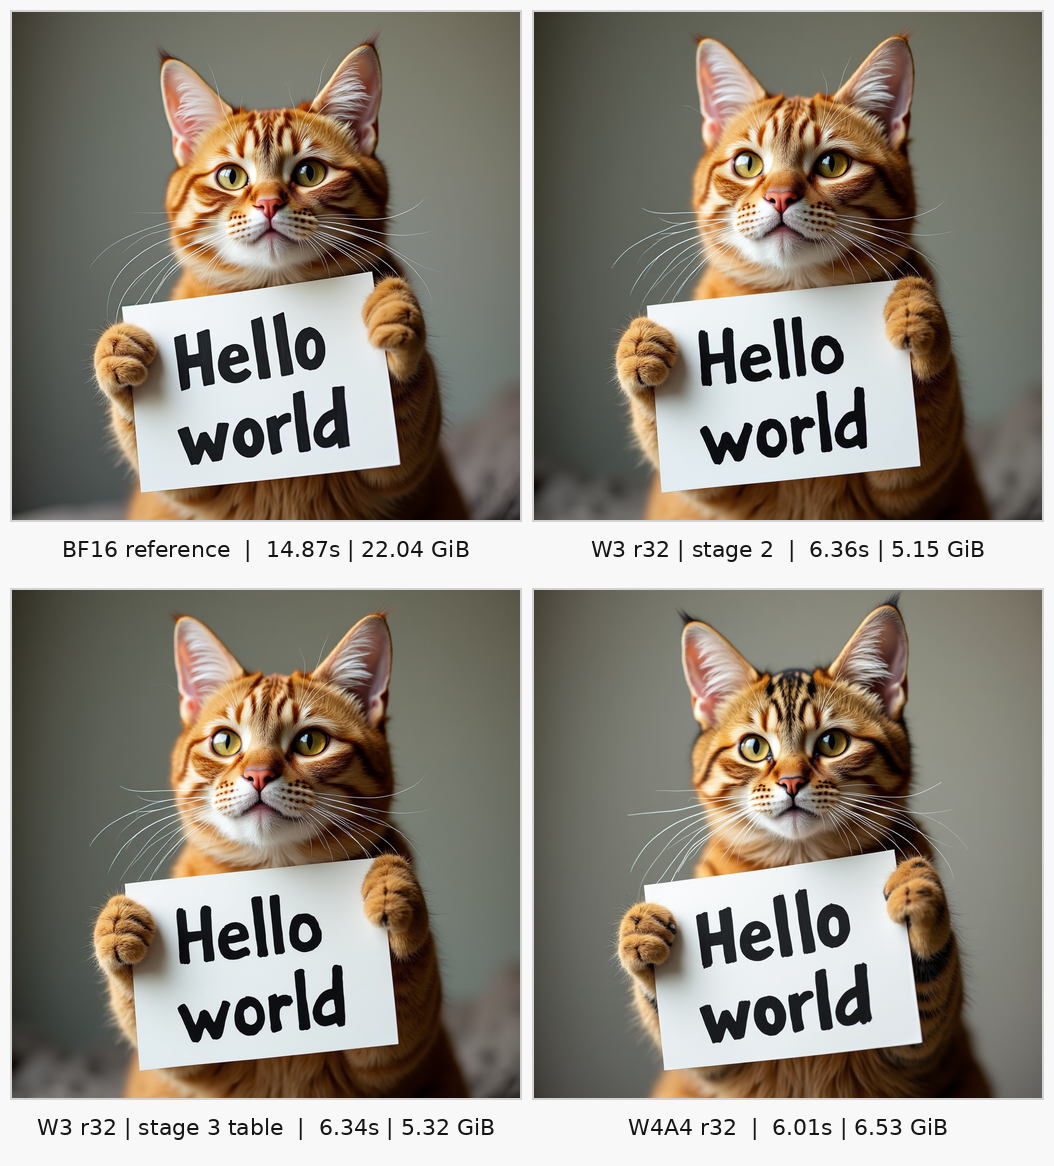 Hello
world
BF16 reference | 14.87s | 22.04 GiB
Hello
world
W3 r32 | stage 2 | 6.36s | 5.15 GiB
Hello
world
W3 r32 | stage 3 table | 6.34s | 5.32 GiB
Hello
world
W4A4 r32 | 6.01s | 6.53 GiB